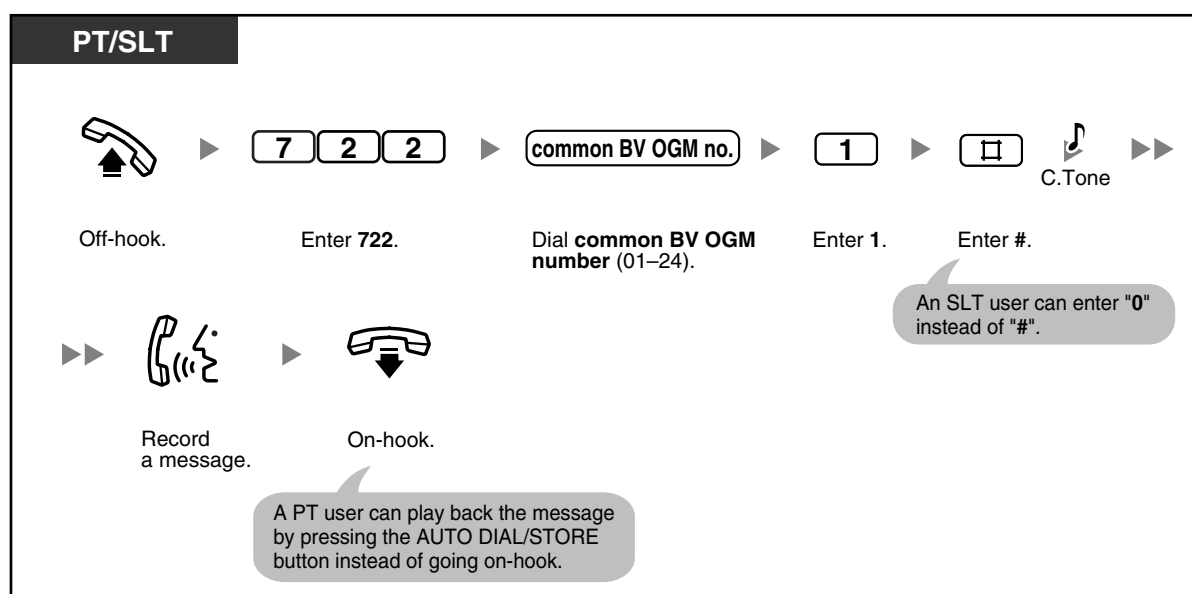 PT/SLT
7 2 2
common BV OGM no.
1
C.Tone
Off-hook.
Enter 722.
Dial common BV OGM
number (01–24).
Enter 1.
Enter #.
An SLT user can enter "0"
instead of "#".
Record
a message.
On-hook.
A PT user can play back the message
by pressing the AUTO DIAL/STORE
button instead of going on-hook.